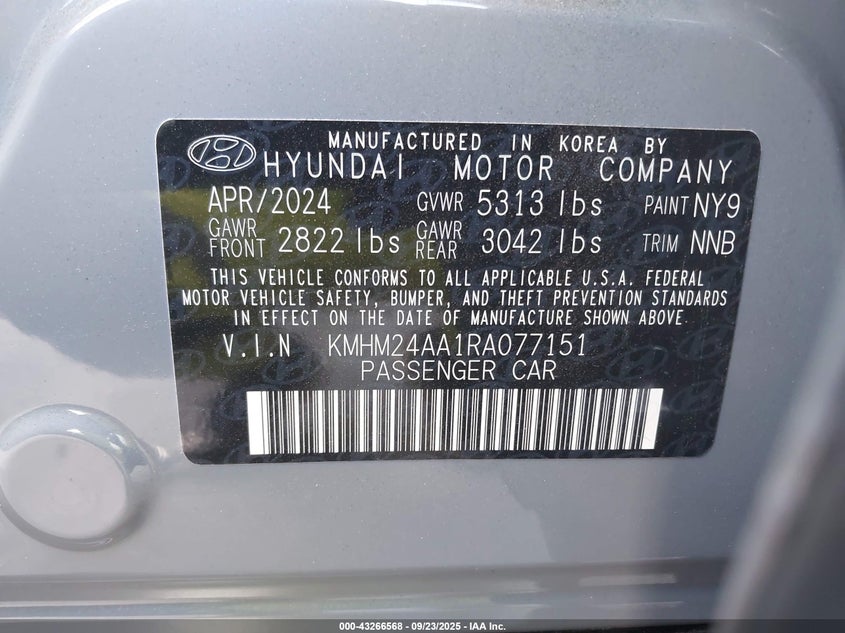 MANUFACTURED IN KOREA BY
HYUNDAI MOTOR COMPANY
APR/2024 GVWR 5313 lbs PAINT NY9
GAWR FRONT 2822 lbs GAWR REAR 3042 lbs TRIM NNB
THIS VEHICLE CONFORMS TO ALL APPLICABLE U.S.A. FEDERAL
MOTOR VEHICLE SAFETY, BUMPER, AND THEFT PREVENTION STANDARDS
IN EFFECT ON THE DATE OF MANUFACTURE SHOWN ABOVE.
V.I.N KMHM24AA1RA077151
PASSENGER CAR
000-43266568 - 09/23/2025 - IAA Inc.